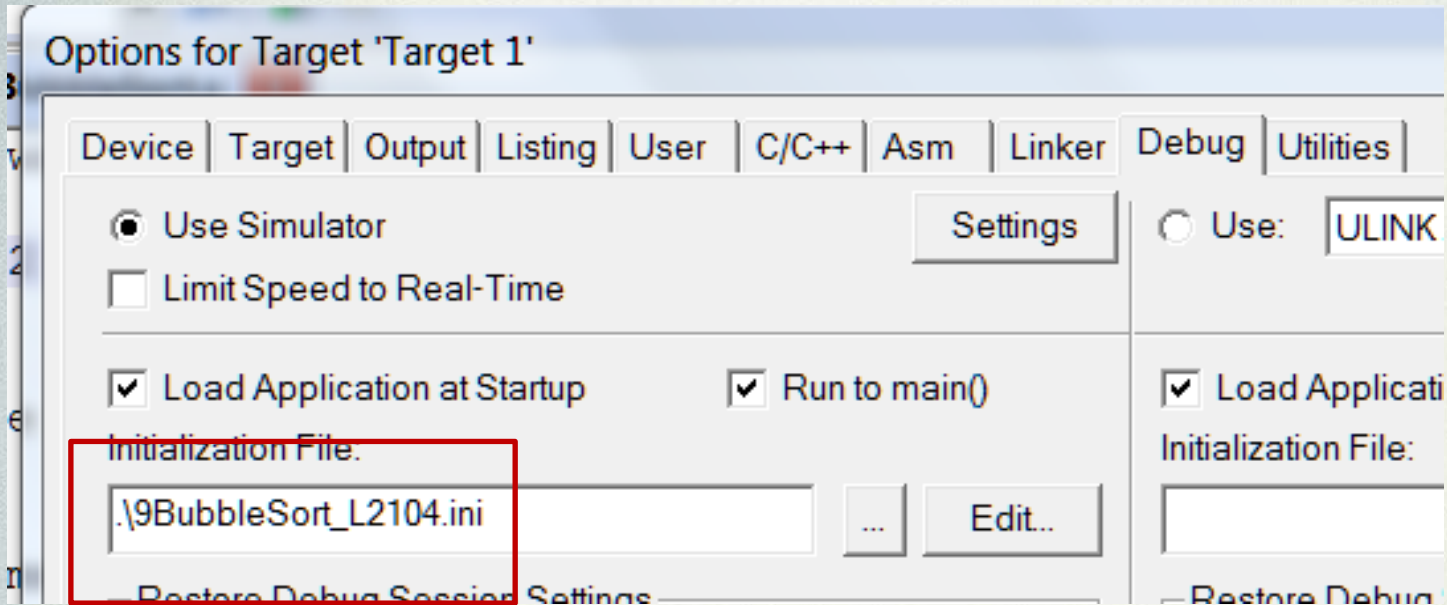 Options for Target 'Target 1'
Device Target Output Listing User C/C++ Asm Linker Debug Utilities
Use Simulator Settings Use: ULINK
Limit Speed to Real-Time
Load Application at Startup Run to main() Load Applicati
Initialization File: Initialization File:
.\9BubbleSort_L2104.ini ... Edit...
Restore Debug Session Settings Restore Debug